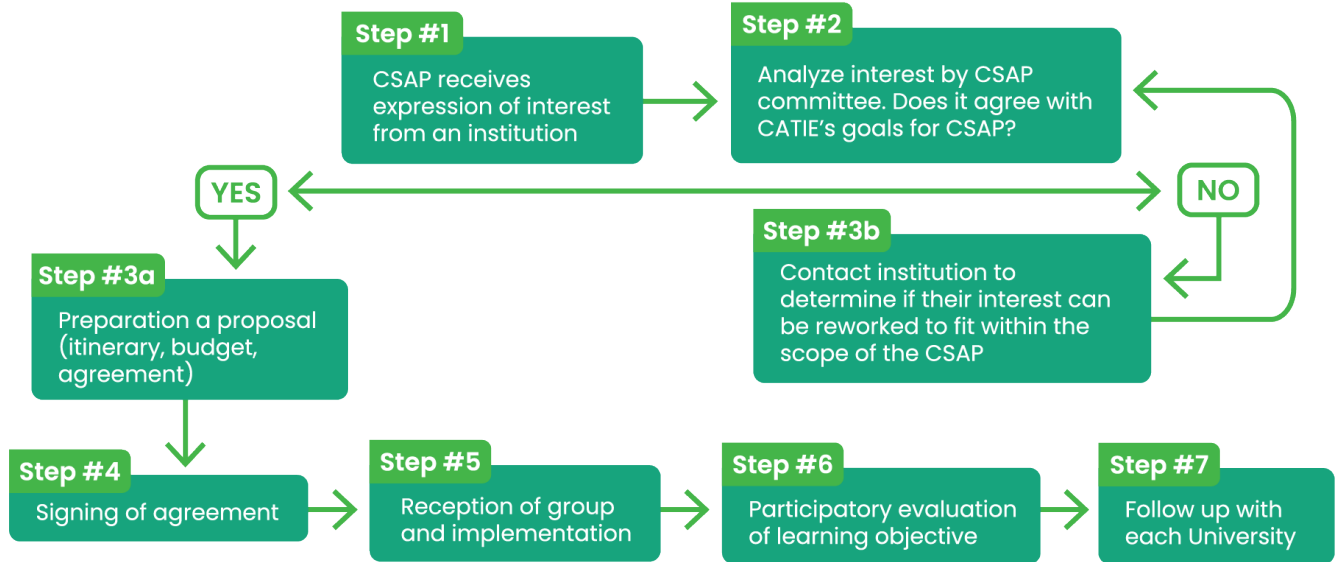 Step #1
CSAP receives
expression of interest
from an institution
Step #2
Analyze interest by CSAP
committee. Does it agree with
CATIE's goals for CSAP?
YES
NO
Step #3a
Preparation a proposal
(itinerary, budget,
agreement)
Step #3b
Contact institution to
determine if their interest can
be reworked to fit within the
scope of the CSAP
Step #4
Signing of agreement
Step #5
Reception of group
and implementation
Step #6
Participatory evaluation
of learning objective
Step #7
Follow up with
each University